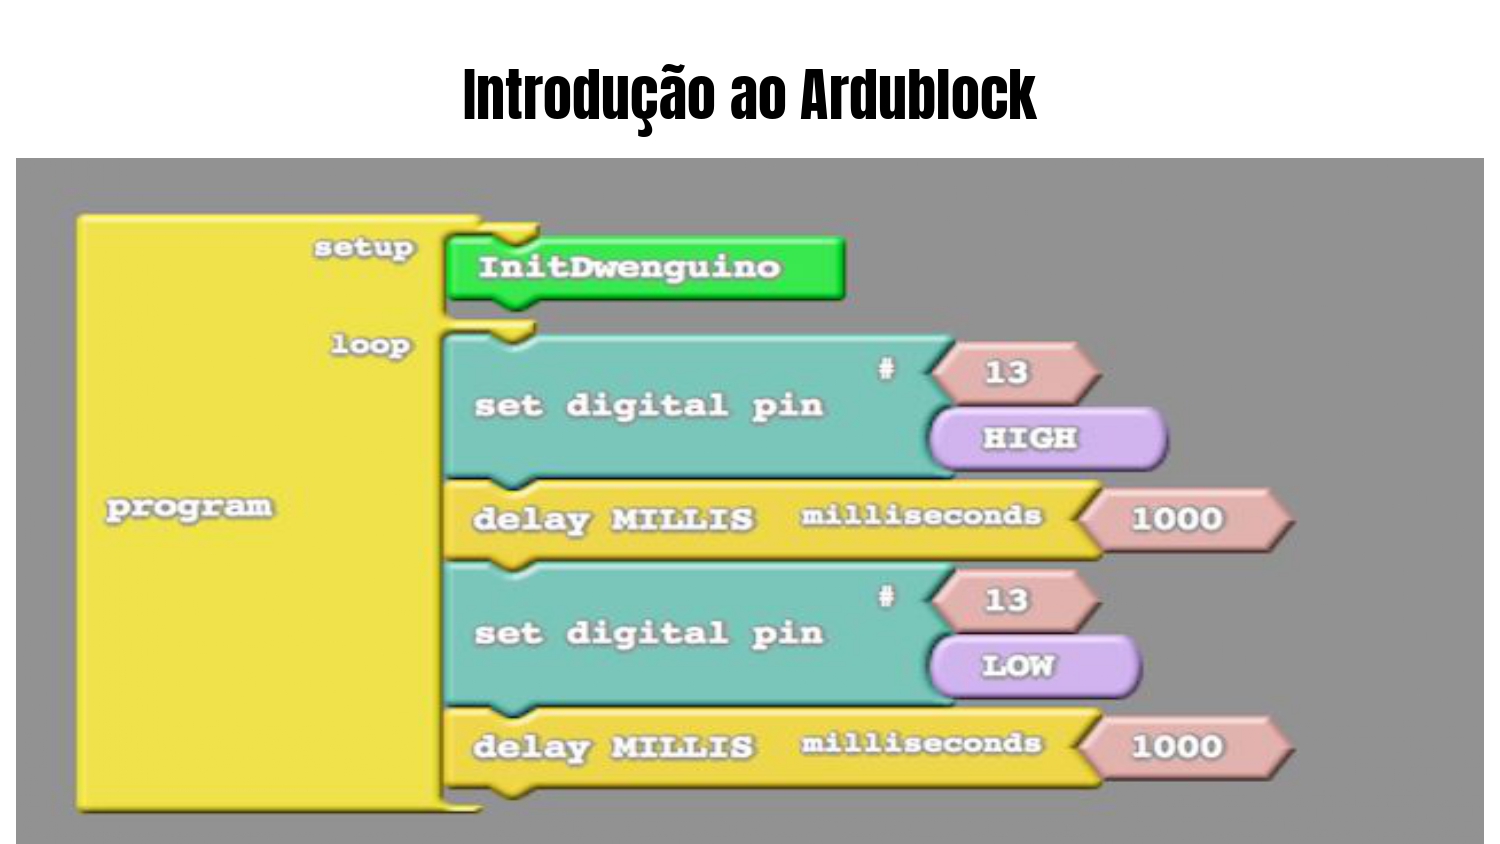 Introdução ao Ardublock
setup
InitDwenguino
loop
# 13
set digital pin
HIGH
program
delay MILLIS milliseconds 1000
# 13
set digital pin
LOW
delay MILLIS milliseconds 1000